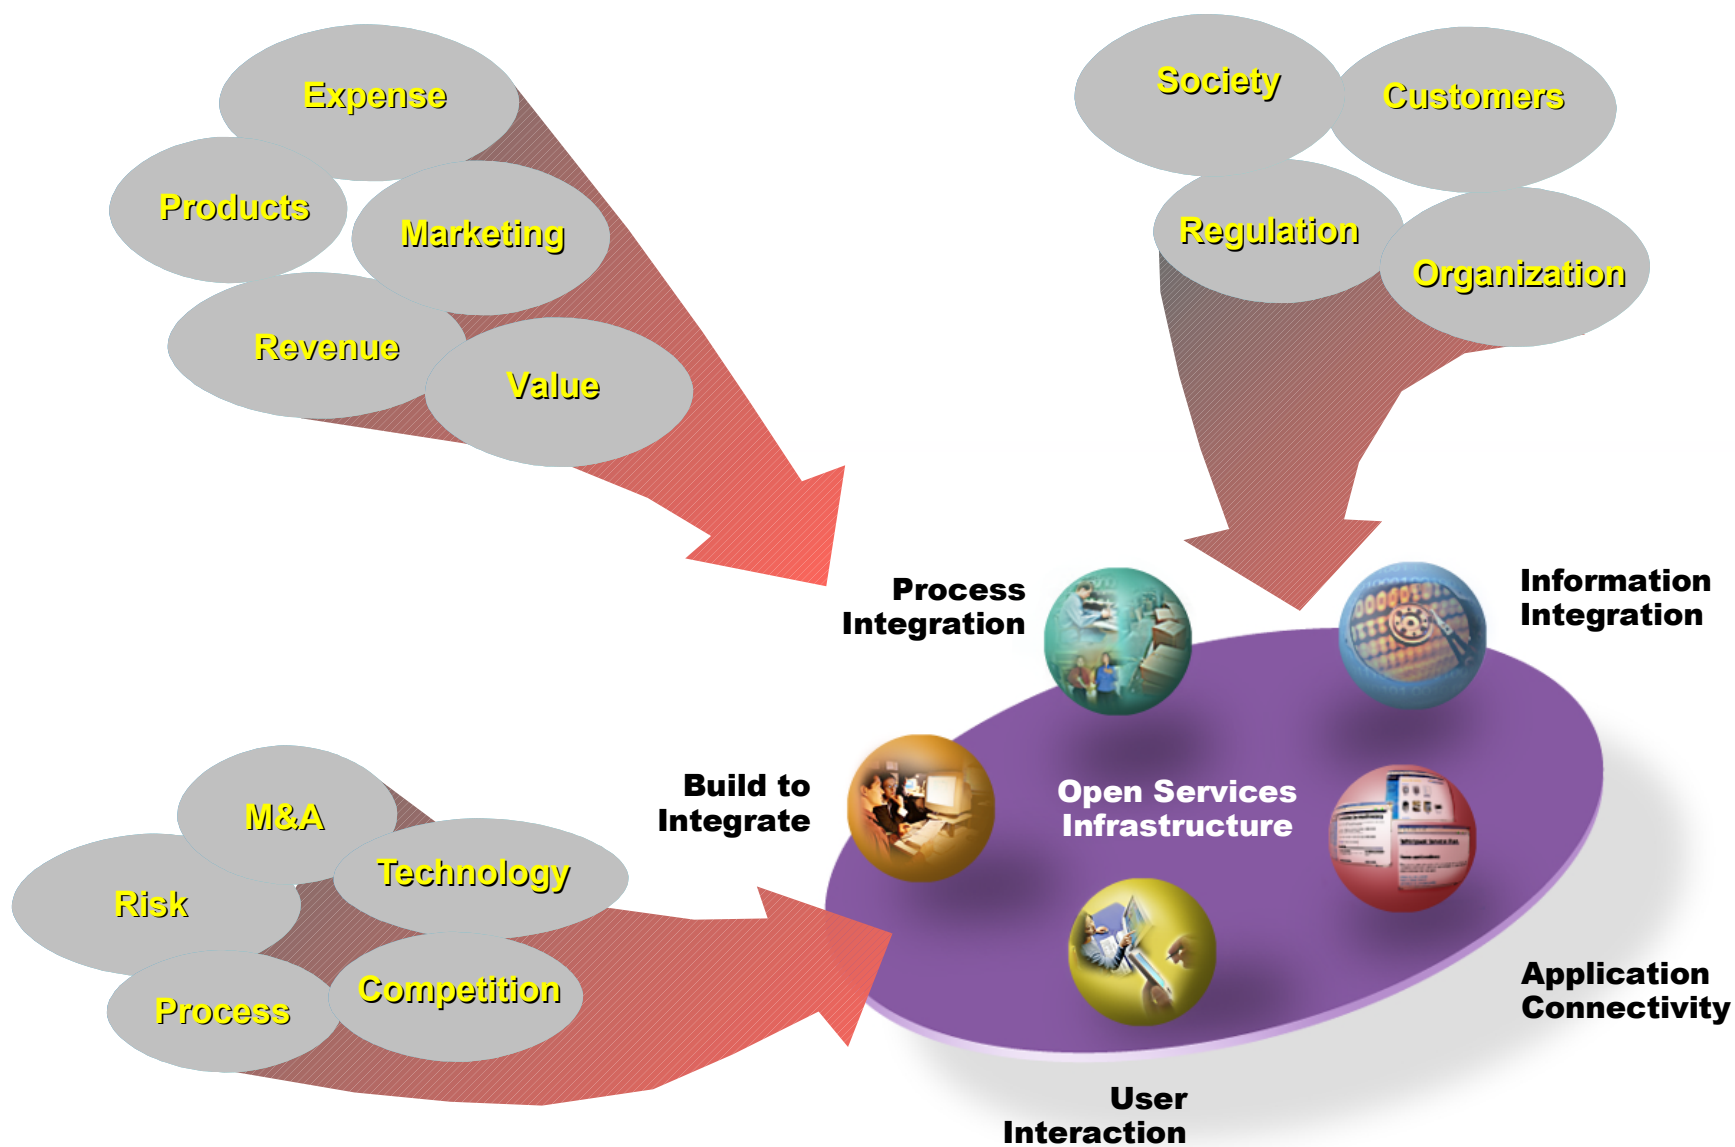 Expense
Products
Marketing
Revenue
Value
Society
Customers
Regulation
Organization
Process
Integration
Information
Integration
Build to
Integrate
Open Services
Infrastructure
M&A
Technology
Risk
Competition
Process
Application
Connectivity
User
Interaction